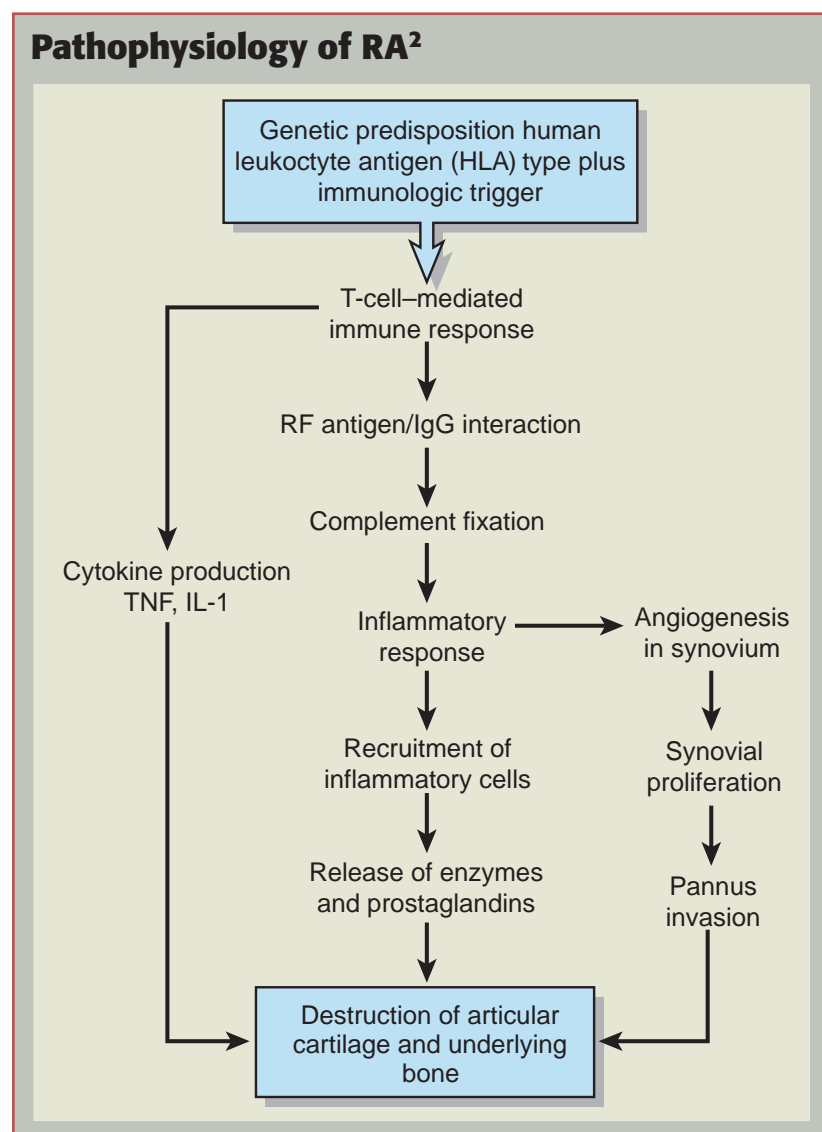 Pathophysiology of RA²
Genetic predisposition human
leukoctyte antigen (HLA) type plus
immunologic trigger
T-cell–mediated
immune response
RF antigen/IgG interaction
Complement fixation
Cytokine production
TNF, IL-1
Inflammatory
response
Angiogenesis
in synovium
Recruitment of
inflammatory cells
Synovial
proliferation
Release of enzymes
and prostaglandins
Pannus
invasion
Destruction of articular
cartilage and underlying
bone